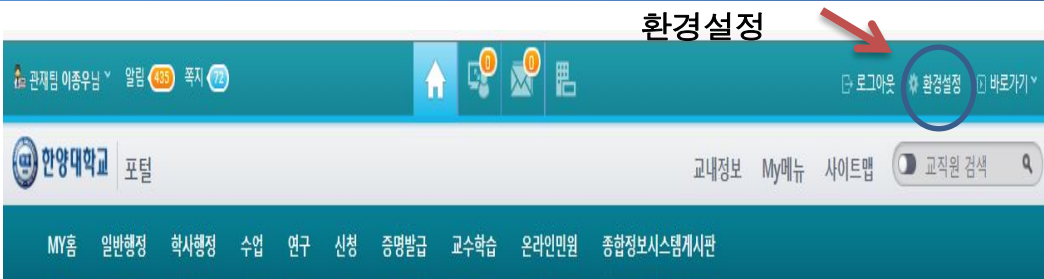 환경설정
관재팀 이종우님 알림 435 쪽지 72 0 0 로그아웃 환경설정 바로가기
한양대학교 포털 교내정보 My메뉴 사이트맵 교직원 검색
MY홈 일반행정 학사행정 수업 연구 신청 증명발급 교수학습 온라인민원 종합정보시스템게시판